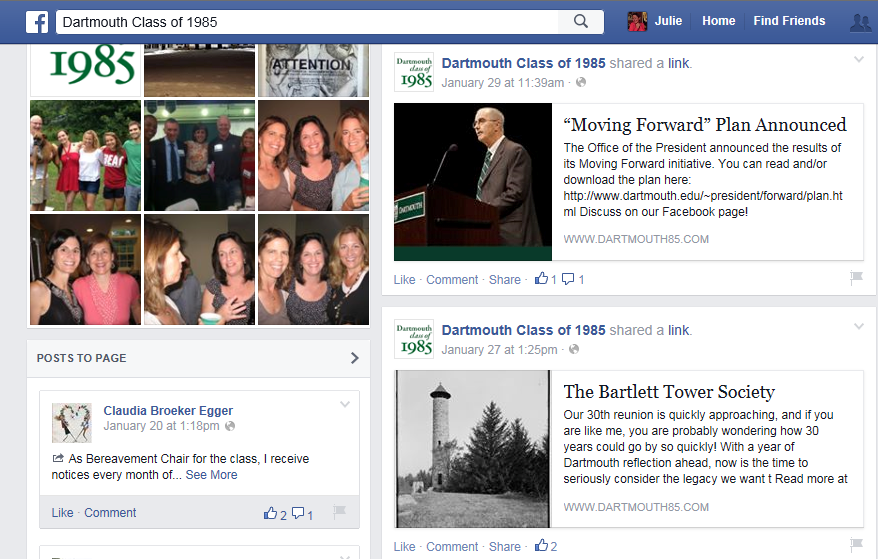 Dartmouth Class of 1985
Julie
Home
Find Friends
1985
ATTENTION
POSTS TO PAGE
Claudia Broeker Egger
January 20 at 1:18pm ·
As Bereavement Chair for the class, I receive
notices every month of... See More
Like · Comment
2 1
Dartmouth
class of
1985
Dartmouth Class of 1985 shared a link.
January 29 at 11:39am ·
DARTMOUTH
“Moving Forward” Plan Announced
The Office of the President announced the results of
its Moving Forward initiative. You can read and/or
download the plan here:
http://www.dartmouth.edu/~president/forward/plan.ht
ml Discuss on our Facebook page!
WWW.DARTMOUTH85.COM
Like · Comment · Share · 1 1
Dartmouth
class of
1985
Dartmouth Class of 1985 shared a link.
January 27 at 1:25pm ·
The Bartlett Tower Society
Our 30th reunion is quickly approaching, and if you
are like me, you are probably wondering how 30
years could go by so quickly! With a year of
Dartmouth reflection ahead, now is the time to
seriously consider the legacy we want t Read more at
WWW.DARTMOUTH85.COM
Like · Comment · Share · 2